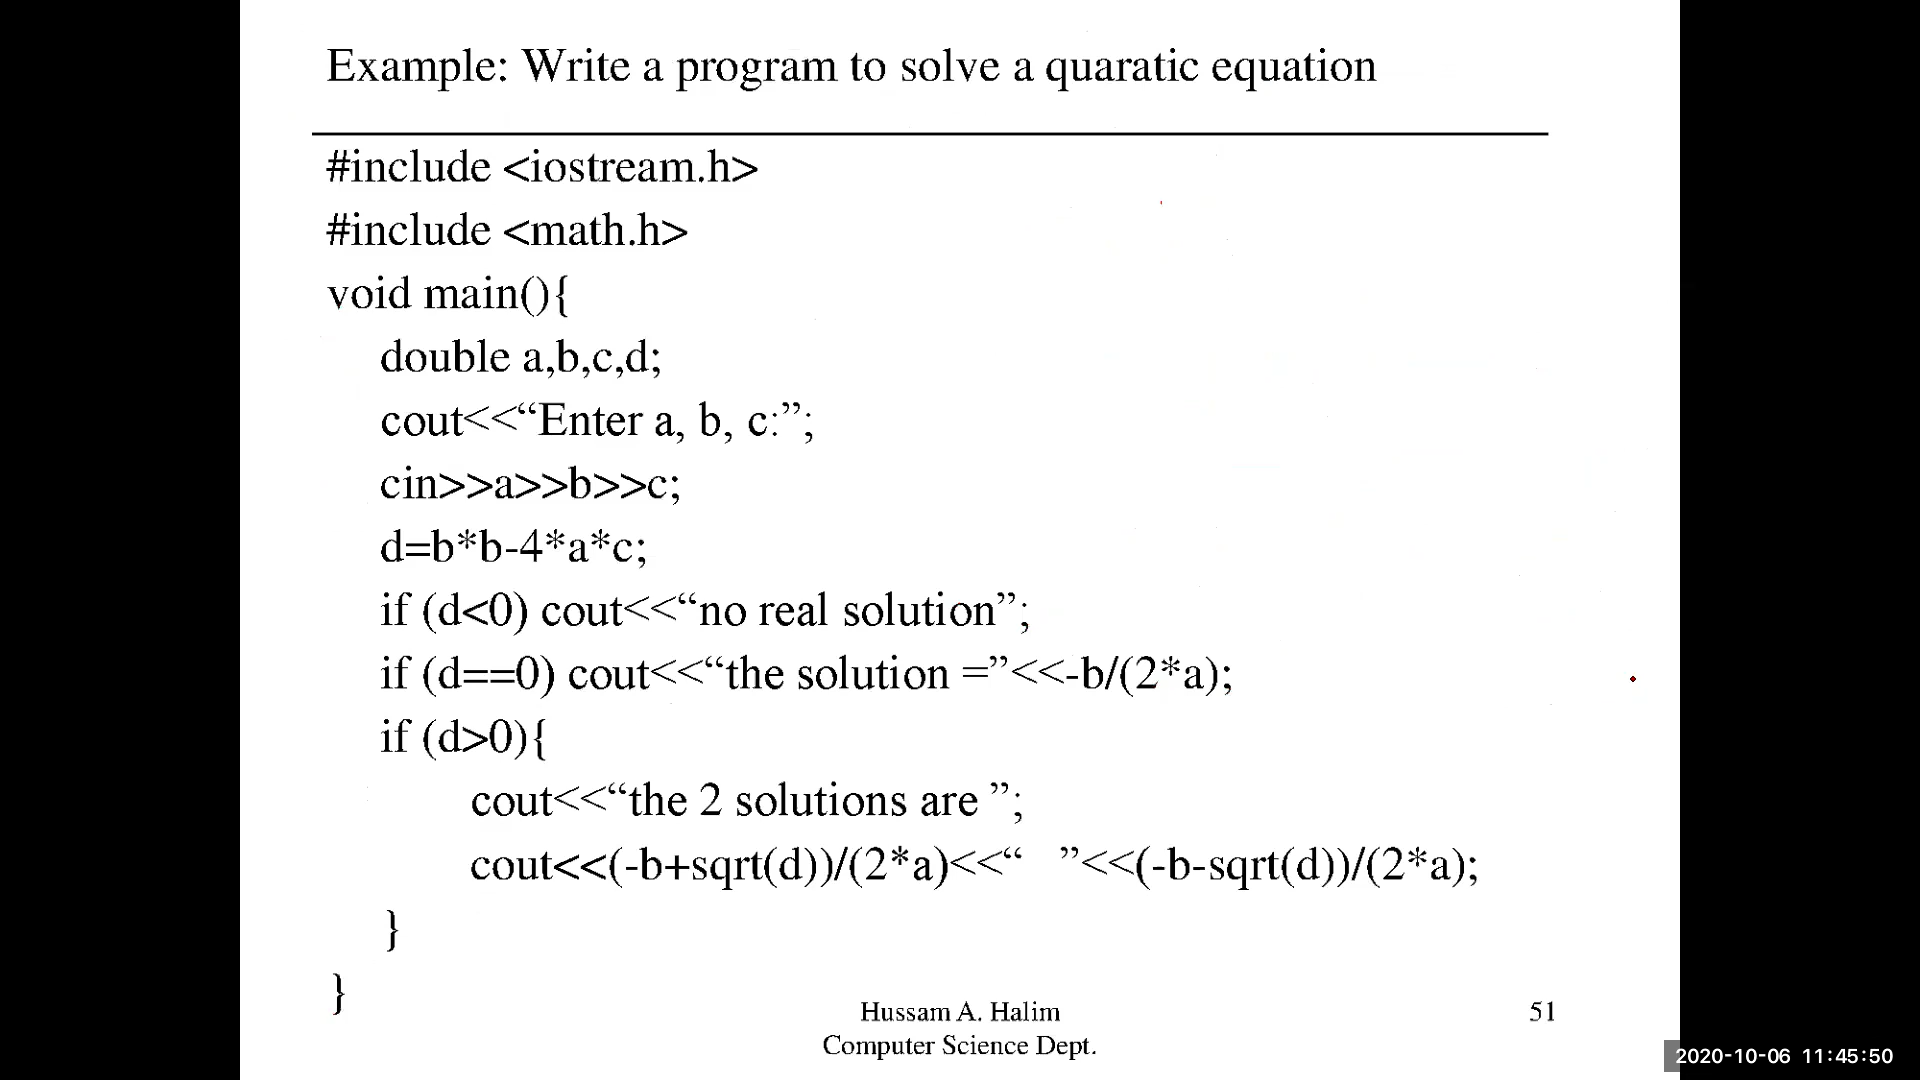 Example: Write a program to solve a quaratic equation
#include <iostream.h>
#include <math.h>
void main(){
double a,b,c,d;
cout<<“Enter a, b, c:”;
cin>>a>>b>>c;
d=b*b-4*a*c;
if (d<0) cout<<“no real solution”;
if (d==0) cout<<“the solution =”<<-b/(2*a);
if (d>0){
cout<<“the 2 solutions are ”;
cout<<(-b+sqrt(d))/(2*a)<<“   ”<<(-b-sqrt(d))/(2*a);
}
}
Hussam A. Halim
Computer Science Dept.
51
2020-10-06 11:45:50